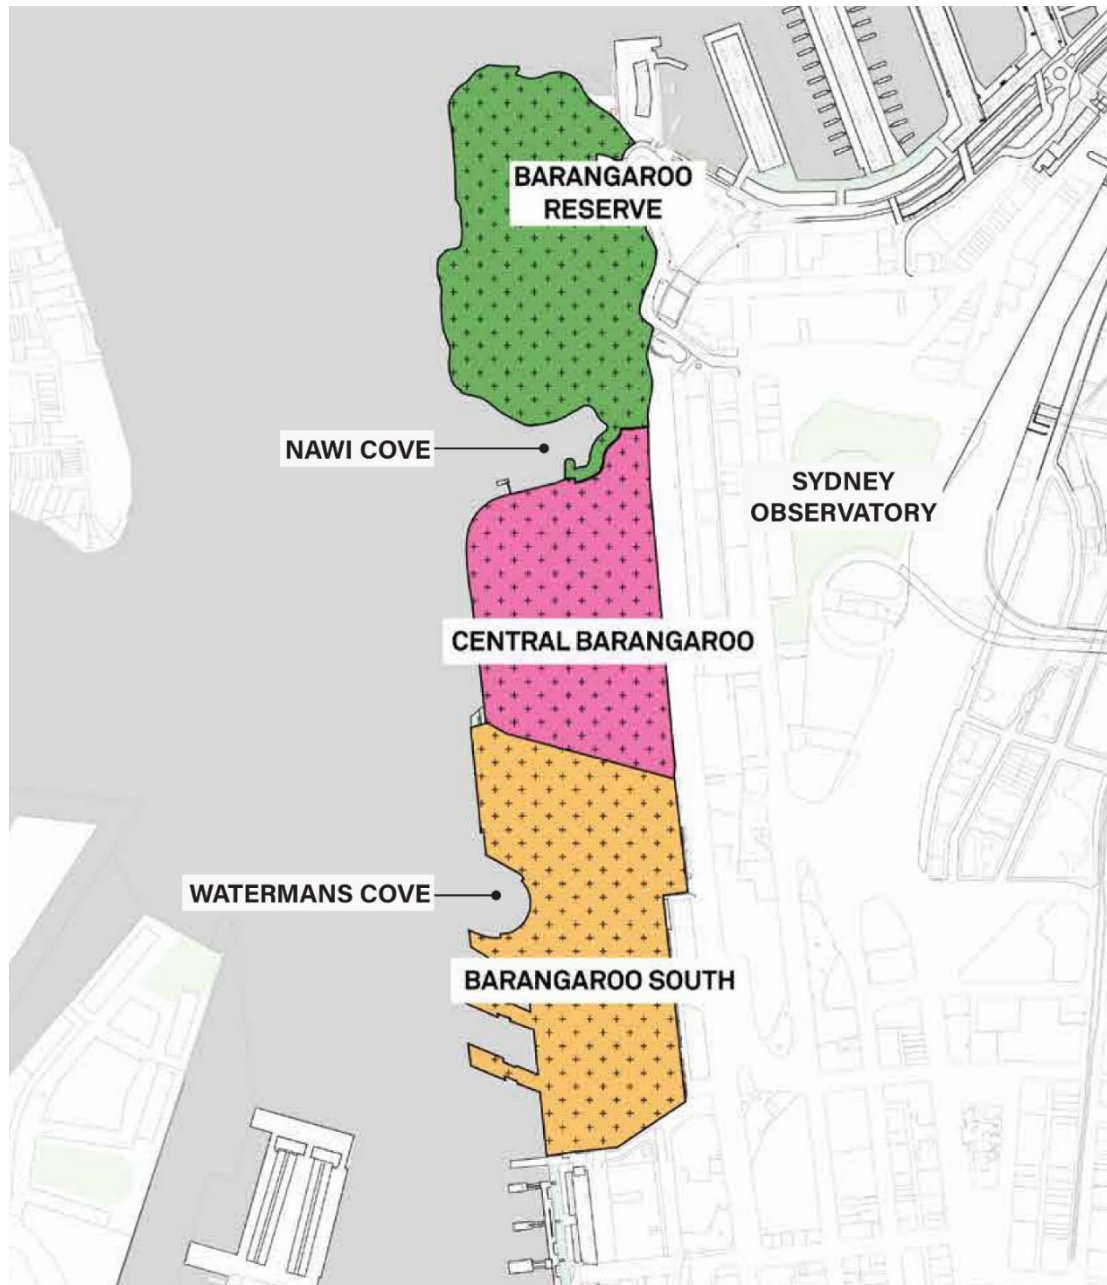 BARANGAROO
RESERVE
NAWI COVE
SYDNEY
OBSERVATORY
CENTRAL BARANGAROO
WATERMANS COVE
BARANGAROO SOUTH